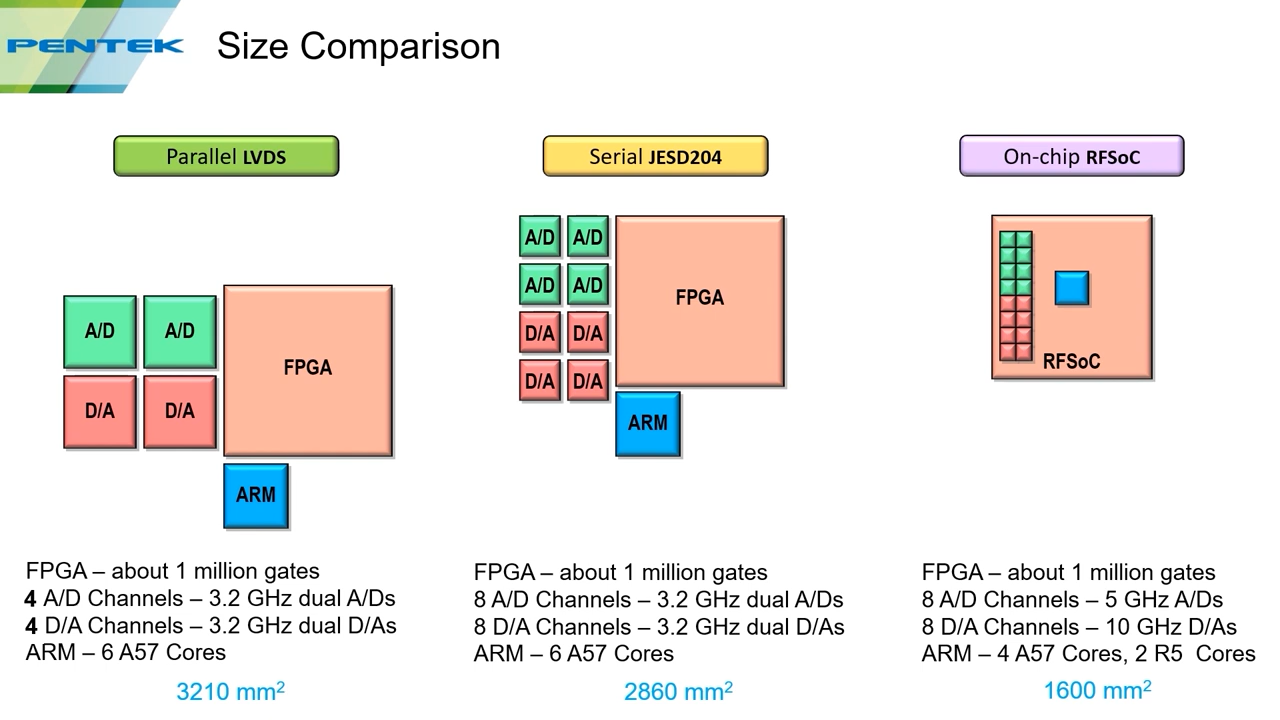 PENTEK
Size Comparison
Parallel LVDS
A/D A/D
D/A D/A
FPGA
ARM
FPGA – about 1 million gates
4 A/D Channels – 3.2 GHz dual A/Ds
4 D/A Channels – 3.2 GHz dual D/As
ARM – 6 A57 Cores
3210 mm²
Serial JESD204
A/D A/D
A/D A/D
D/A D/A
D/A D/A
FPGA
ARM
FPGA – about 1 million gates
8 A/D Channels – 3.2 GHz dual A/Ds
8 D/A Channels – 3.2 GHz dual D/As
ARM – 6 A57 Cores
2860 mm²
On-chip RFSoC
RFSoC
FPGA – about 1 million gates
8 A/D Channels – 5 GHz A/Ds
8 D/A Channels – 10 GHz D/As
ARM – 4 A57 Cores, 2 R5 Cores
1600 mm²